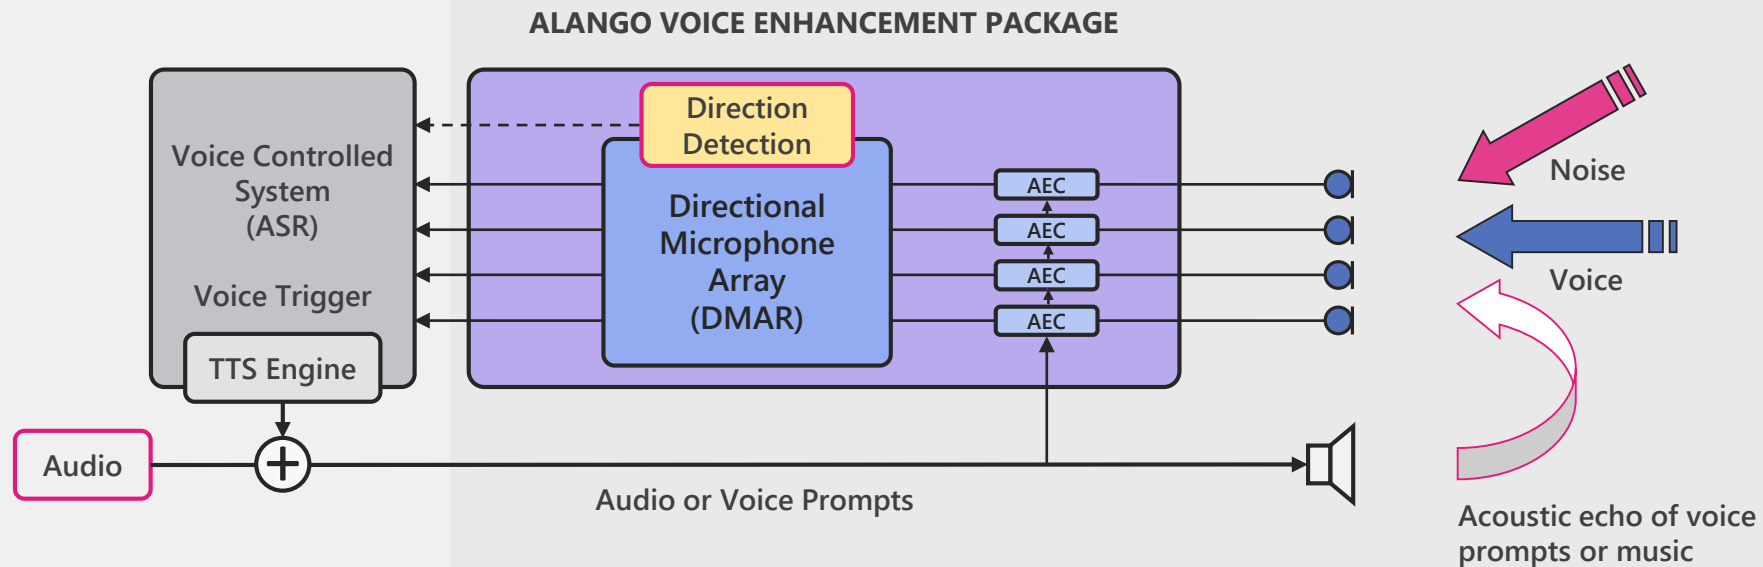 ALANGO VOICE ENHANCEMENT PACKAGE
Voice Controlled
System
(ASR)
Voice Trigger
TTS Engine
Audio
Direction
Detection
Directional
Microphone
Array
(DMAR)
AEC
AEC
AEC
AEC
Noise
Voice
Audio or Voice Prompts
Acoustic echo of voice
prompts or music